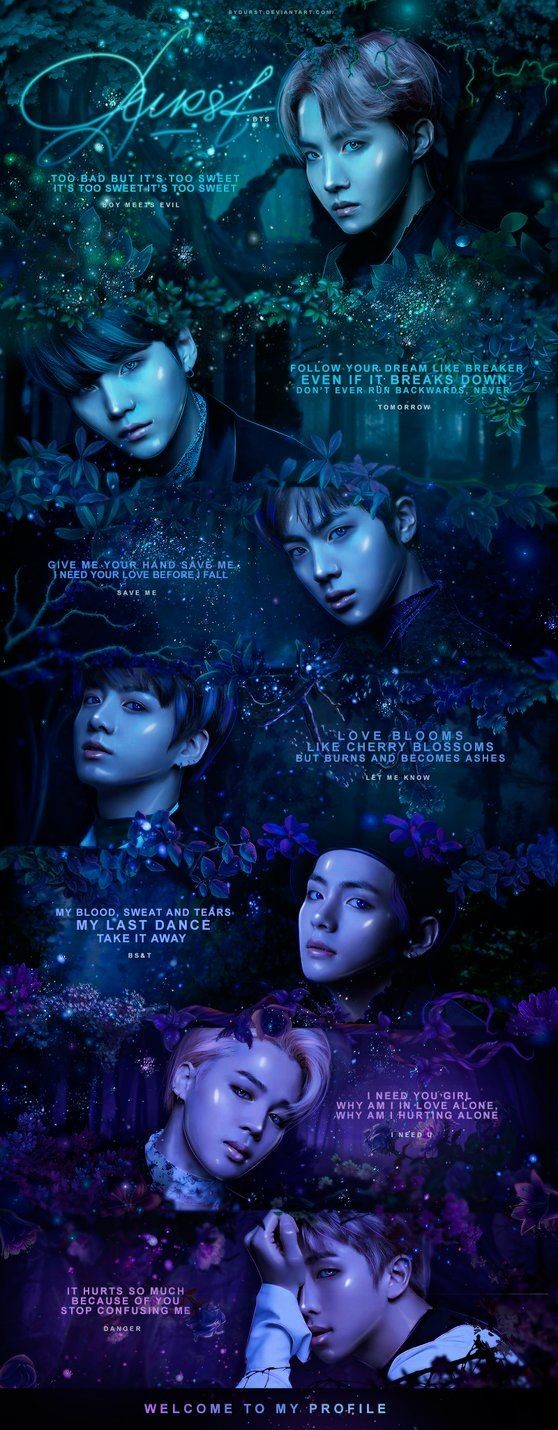 BYDURST.DEVIANTART.COM
Durst
BTS
TOO BAD BUT IT'S TOO SWEET
IT'S TOO SWEET IT'S TOO SWEET
BOY MEETS EVIL
FOLLOW YOUR DREAM LIKE BREAKER
EVEN IF IT BREAKS DOWN,
DON'T EVER RUN BACKWARDS, NEVER
TOMORROW
GIVE ME YOUR HAND SAVE ME
I NEED YOUR LOVE BEFORE I FALL
SAVE ME
LOVE BLOOMS
LIKE CHERRY BLOSSOMS
BUT BURNS AND BECOMES ASHES
LET ME KNOW
MY BLOOD, SWEAT AND TEARS
MY LAST DANCE
TAKE IT AWAY
BS&T
I NEED YOU GIRL
WHY AM I IN LOVE ALONE,
WHY AM I HURTING ALONE
I NEED U
IT HURTS SO MUCH
BECAUSE OF YOU
STOP CONFUSING ME
DANGER
WELCOME TO MY PROFILE